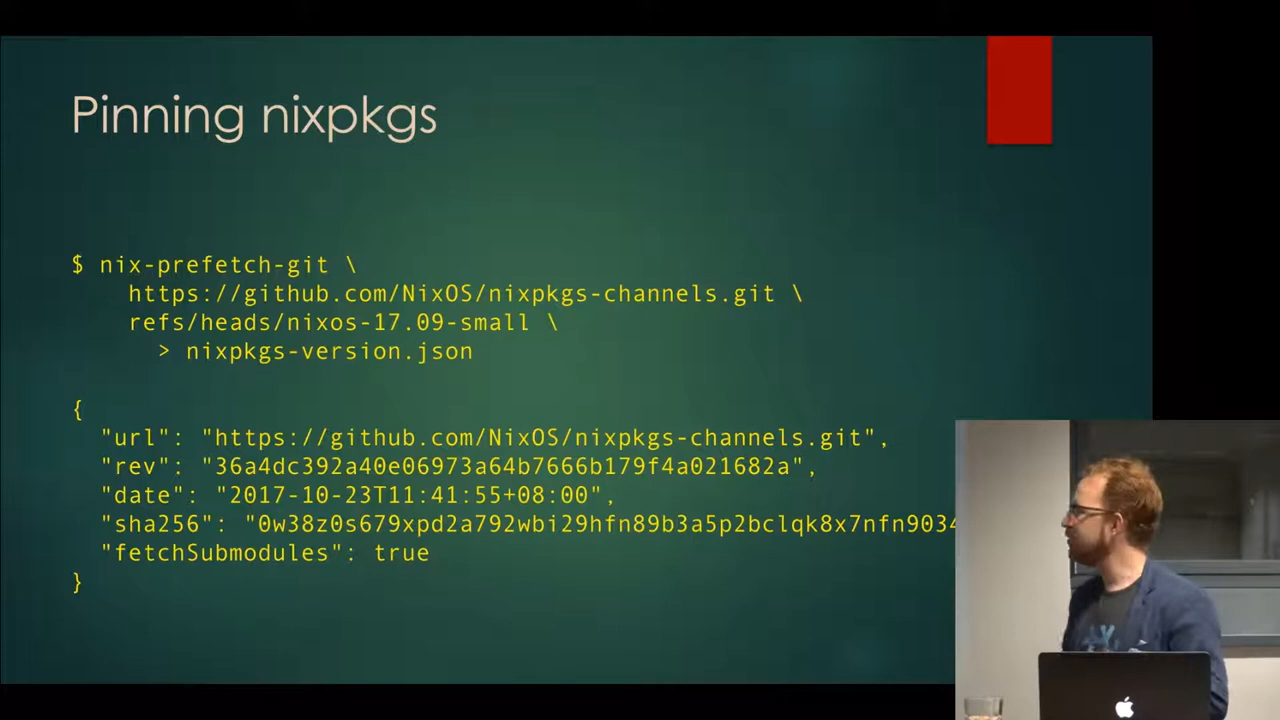 Pinning nixpkgs
$ nix-prefetch-git \
https://github.com/NixOS/nixpkgs-channels.git \
refs/heads/nixos-17.09-small \
> nixpkgs-version.json
{
"url": "https://github.com/NixOS/nixpkgs-channels.git",
"rev": "36a4dc392a40e06973a64b7666b179f4a021682a",
"date": "2017-10-23T11:41:55+08:00",
"sha256": "0w38z0s679xpd2a792wbi29hfn89b3a5p2bclqk8x7nfn9034
"fetchSubmodules": true
}